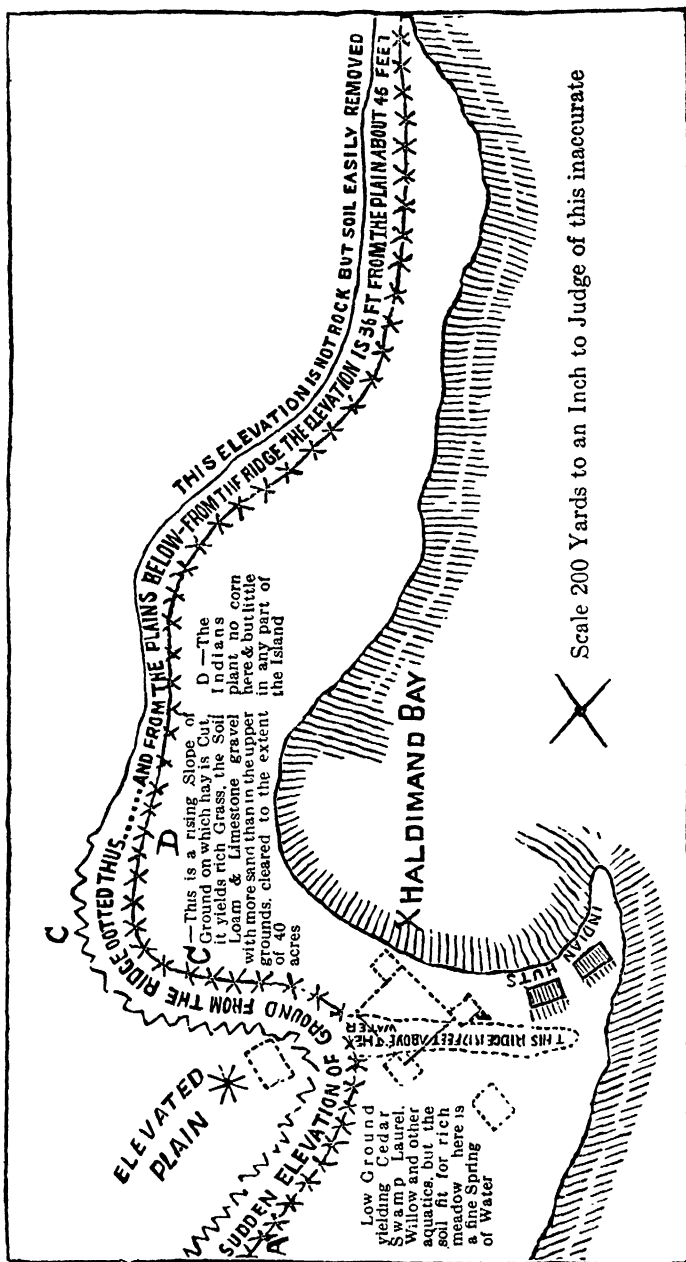 ELEVATED
PLAIN
SUDDEN ELEVATION OF GROUND FROM THE RIDGE DOTTED THUS...... AND FROM THE PLAINS BELOW-FROM THE RIDGE THE ELEVATION IS 36 FT FROM THE PLAIN ABOUT 46 FEET
THIS ELEVATION IS NOT ROCK BUT SOIL EASILY REMOVED
A
C
D
C—This is a rising Slope of
Ground on which hay is Cut,
it yields rich Grass, the Soil
Loam & Limestone gravel
with more sand than in the upper
grounds, cleared to the extent
of 40
acres
D—The
Indians
plant no corn
here & but little
in any part of
the Island
Low Ground
yielding Cedar
Swamp Laurel,
Willow and other
aquatics, but the
soil fit for rich
meadow here is
a fine Spring
of Water
THIS RIDGE IS 17 FEET ABOVE THE
WATER
HALDIMAND BAY
INDIAN
HUTS
Scale 200 Yards to an Inch to Judge of this inaccurate